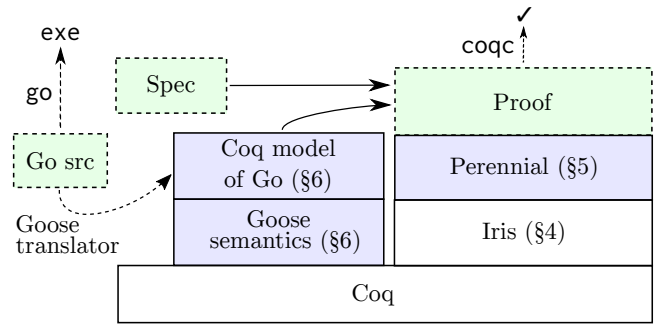 exe
✓
coqc
go
Spec
Proof
Go src
Coq model
of Go (§6)
Perennial (§5)
Goose
translator
Goose
semantics (§6)
Iris (§4)
Coq